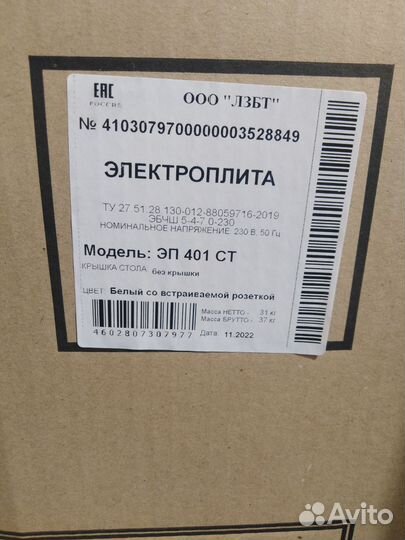 ЕАС
РОССИЯ
ООО "ЛЗБТ"
№ 4103079700000003528849
ЭЛЕКТРОПЛИТА
ТУ 27 51.28.130-012-88059716-2019
ЭБЧШ 5-4-7.0-230
НОМИНАЛЬНОЕ НАПРЯЖЕНИЕ: 230 В, 50 Гц
Модель: ЭП 401 СТ
КРЫШКА СТОЛА без крышки
ЦВЕТ: Белый со встраиваемой розеткой
Масса НЕТТО - 31 кг
Масса БРУТТО - 37 кг
4602807307977
Дата: 11.2022
Avito